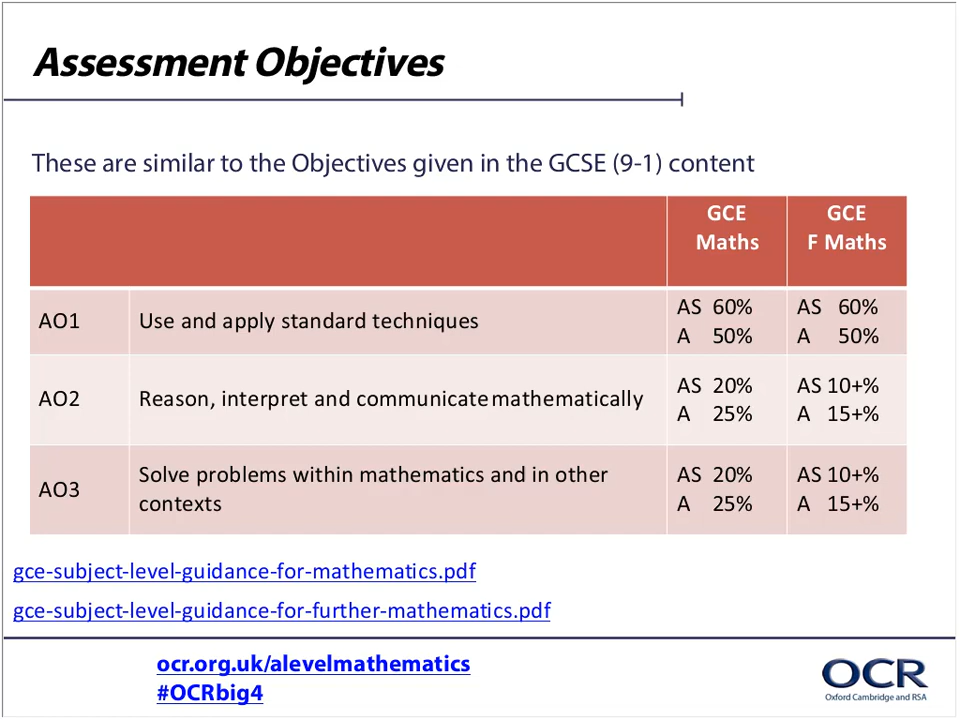 Assessment Objectives
These are similar to the Objectives given in the GCSE (9-1) content
GCE
Maths
GCE
F Maths
AO1
Use and apply standard techniques
AS 60%
A 50%
AS 60%
A 50%
AO2
Reason, interpret and communicate mathematically
AS 20%
A 25%
AS 10+%
A 15+%
AO3
Solve problems within mathematics and in other
contexts
AS 20%
A 25%
AS 10+%
A 15+%
gce-subject-level-guidance-for-mathematics.pdf
gce-subject-level-guidance-for-further-mathematics.pdf
ocr.org.uk/alevelmathematics
#OCRbig4
OCR
Oxford Cambridge and RSA